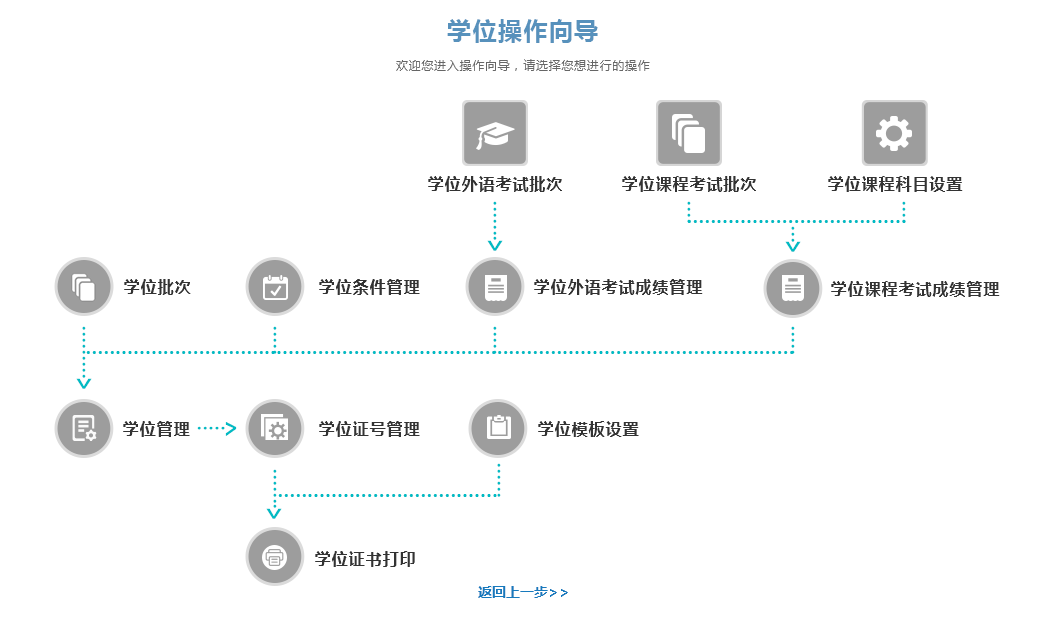 学位操作向导
欢迎您进入操作向导，请选择您想进行的操作
学位外语考试批次
学位课程考试批次
学位课程科目设置
学位批次
学位条件管理
学位外语考试成绩管理
学位课程考试成绩管理
学位管理
学位证号管理
学位模板设置
学位证书打印
返回上一步>>